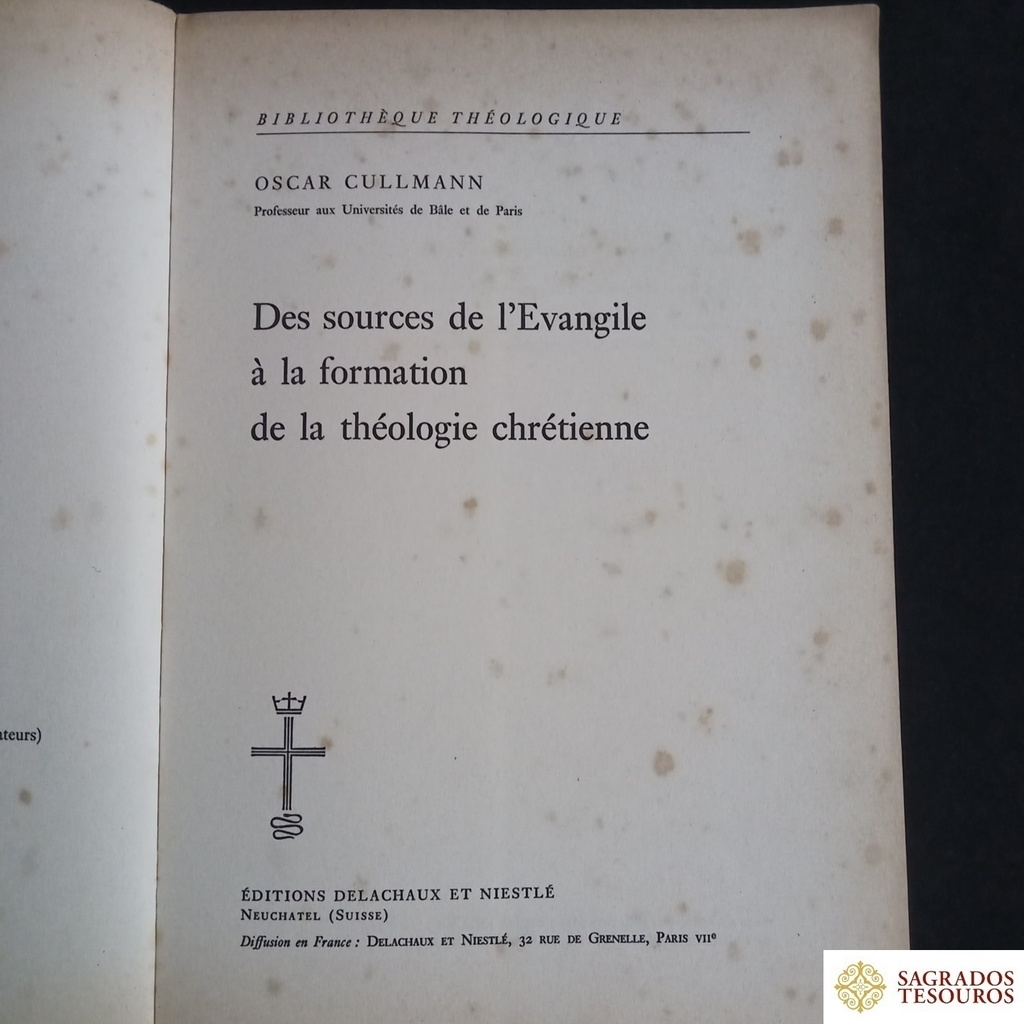 BIBLIOTHÈQUE THÉOLOGIQUE
OSCAR CULLMANN
Professeur aux Universités de Bâle et de Paris
Des sources de l'Evangile
à la formation
de la théologie chrétienne
ateurs)
ÉDITIONS DELACHAUX ET NIESTLÉ
NEUCHATEL (SUISSE)
Diffusion en France : DELACHAUX ET NIESTLÉ, 32 RUE DE GRENELLE, PARIS VIIe
SAGRADOS
TESOUROS